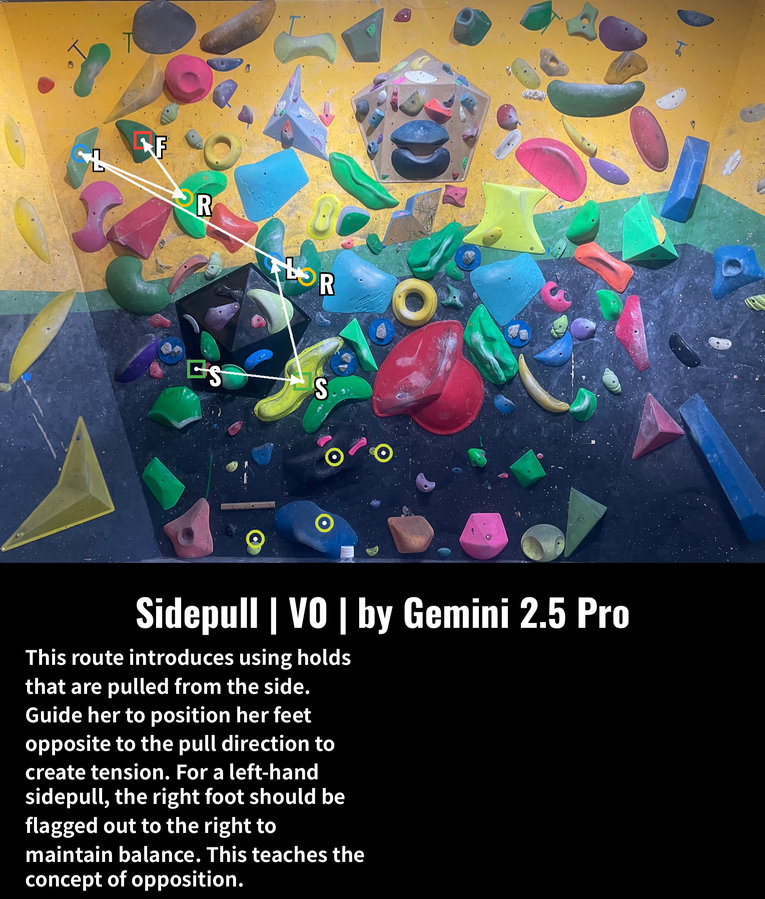 F
L
R
L
R
S
S
Sidepull | V0 | by Gemini 2.5 Pro
This route introduces using holds
that are pulled from the side.
Guide her to position her feet
opposite to the pull direction to
create tension. For a left-hand
sidepull, the right foot should be
flagged out to the right to
maintain balance. This teaches the
concept of opposition.